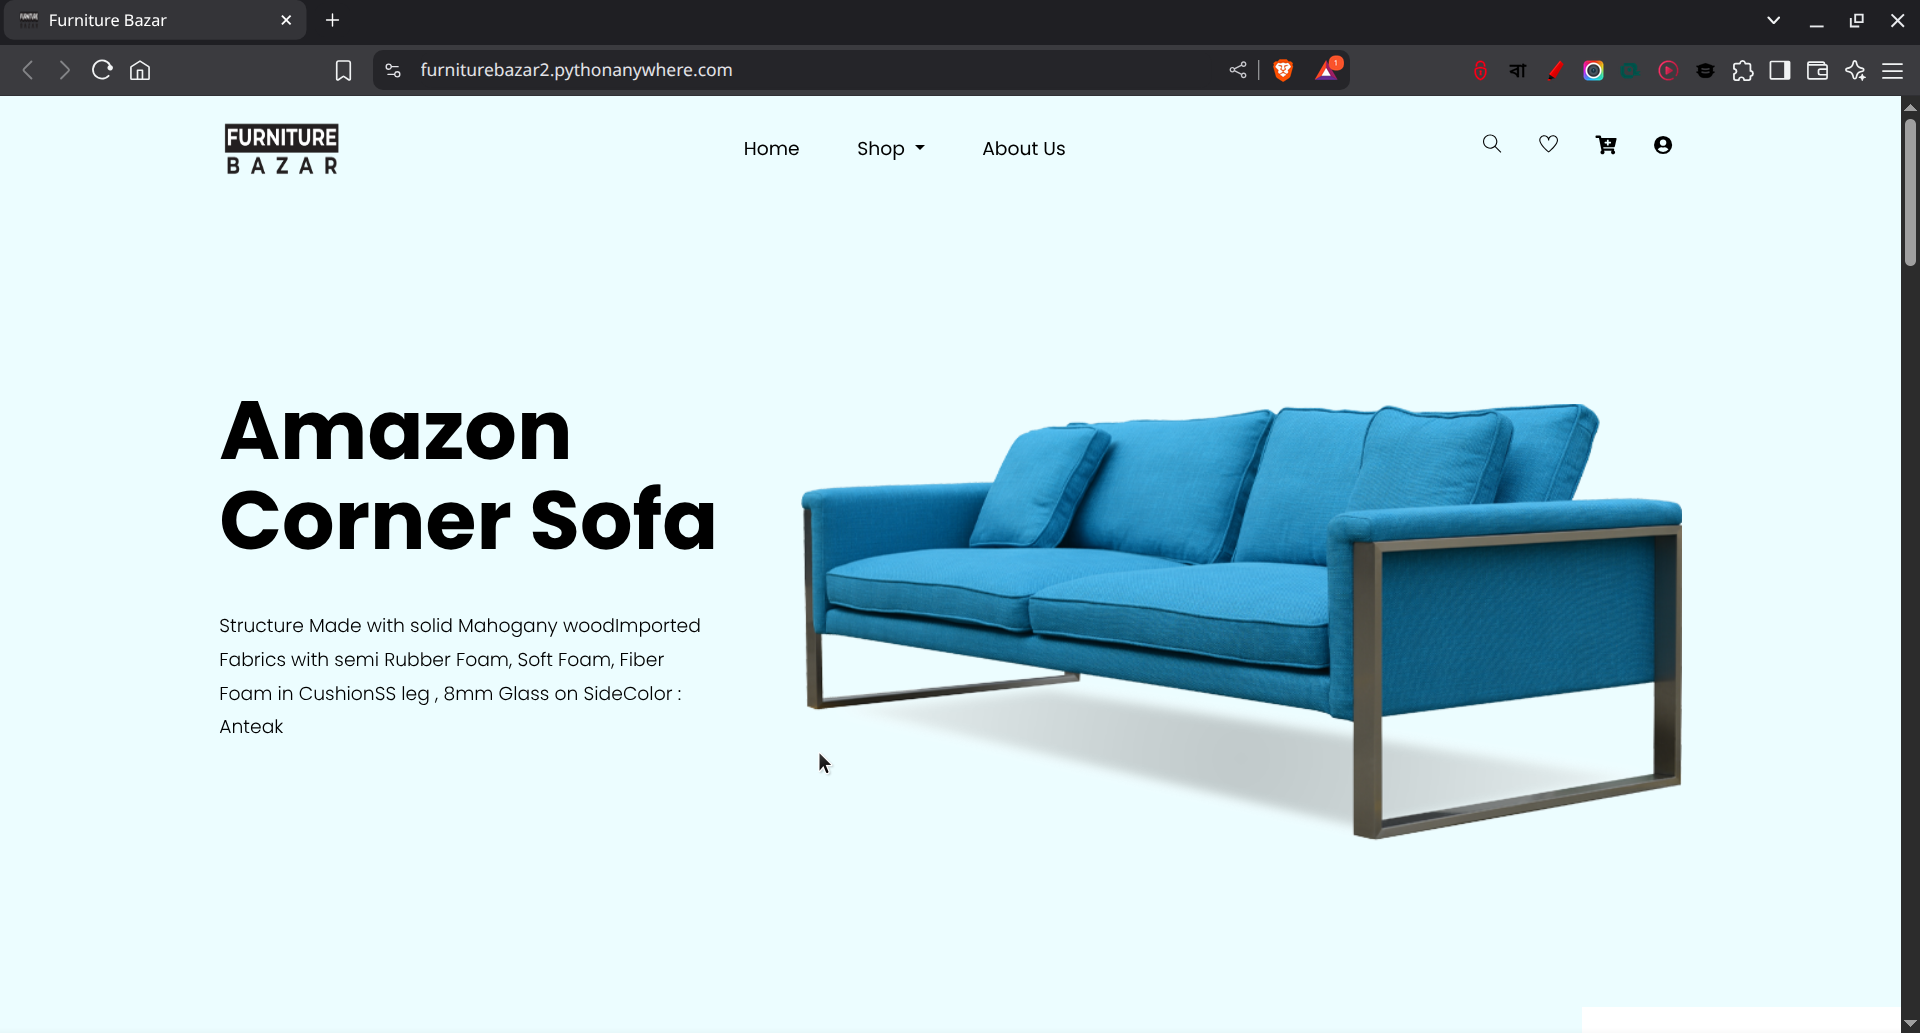 Furniture Bazar
furniturebazar2.pythonanywhere.com
1
বা
FURNITURE
BAZAR
Home
Shop
About Us
Amazon
Corner Sofa
Structure Made with solid Mahogany woodImported
Fabrics with semi Rubber Foam, Soft Foam, Fiber
Foam in CushionSS leg , 8mm Glass on SideColor :
Anteak